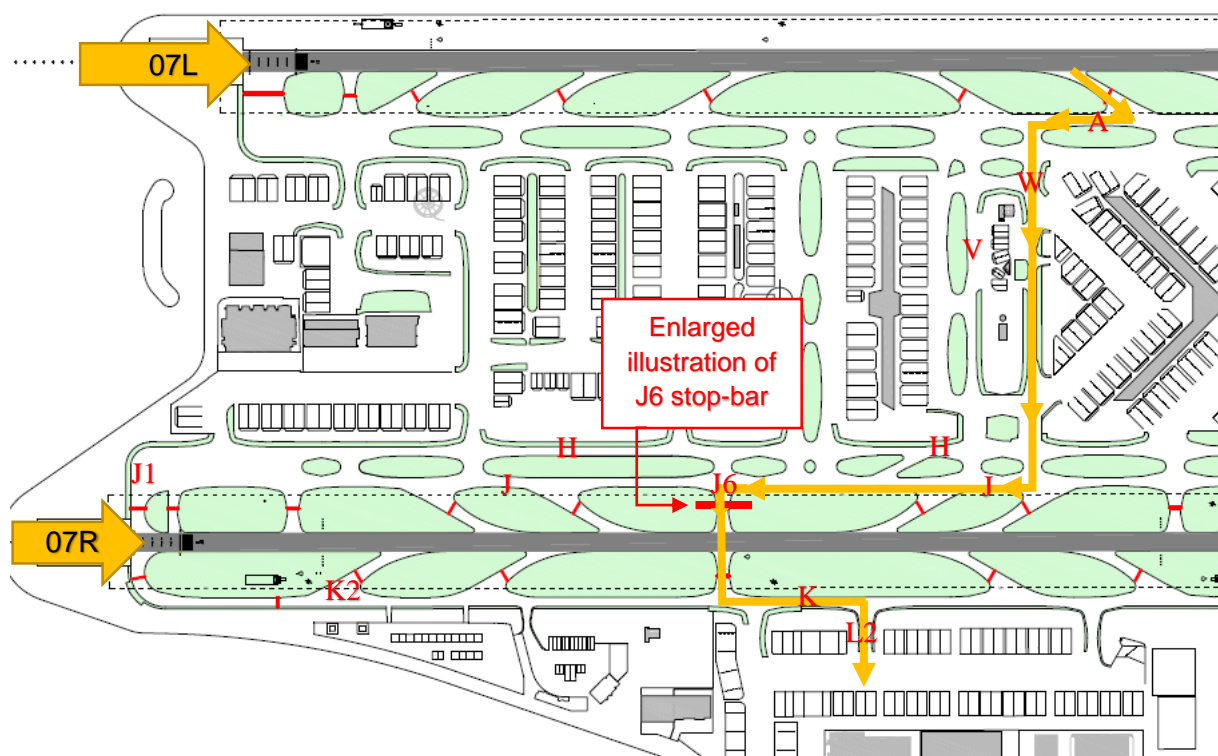 07L
A
W
V
Enlarged
illustration of
J6 stop-bar
H
H
J1
J
J6
J
07R
K2
K
L2